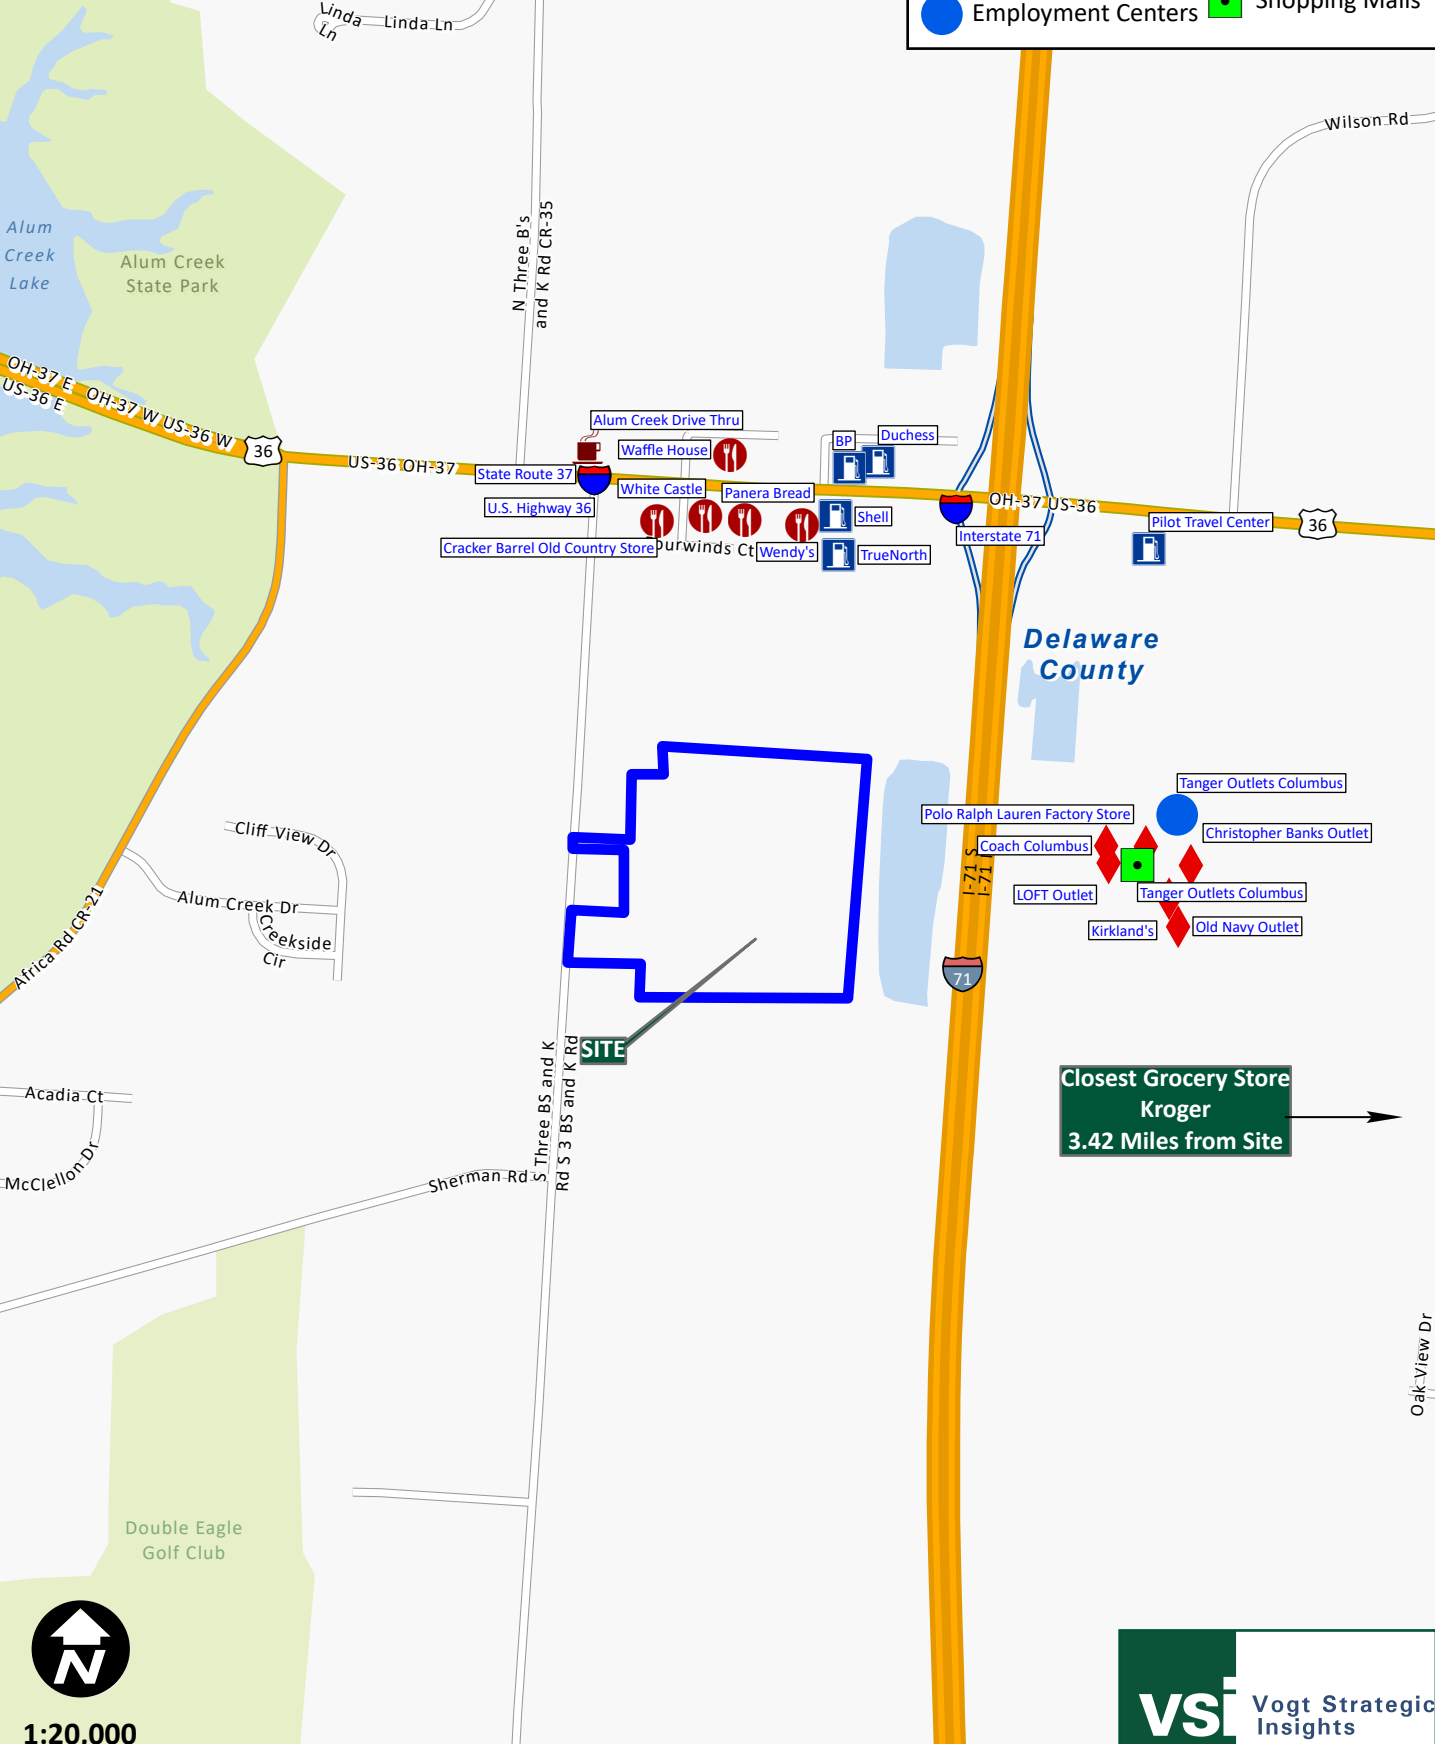 Employment Centers
Shopping Malls
Linda
Ln
Linda Ln
Wilson Rd
N Three B's
and K Rd CR-35
Alum
Creek
Lake
Alum Creek
State Park
OH-37 E
US-36 E
OH-37 W US-36 W
36
US-36 OH-37
Alum Creek Drive Thru
Waffle House
BP
Duchess
State Route 37
U.S. Highway 36
White Castle
Panera Bread
Shell
OH-37 US-36
Interstate 71
Pilot Travel Center
36
Cracker Barrel Old Country Store
ourwinds Ct
Wendy's
TrueNorth
Delaware
County
Tanger Outlets Columbus
Polo Ralph Lauren Factory Store
Christopher Banks Outlet
Coach Columbus
LOFT Outlet
Tanger Outlets Columbus
Kirkland's
Old Navy Outlet
I-71 S
I-71
71
Cliff View Dr
Alum Creek Dr
Creekside
Cir
Africa Rd CR-21
SITE
S Three BS and K
Rd S 3 BS and K Rd
Closest Grocery Store
Kroger
3.42 Miles from Site
Acadia Ct
McClellon Dr
Sherman Rd
Oak View Dr
Double Eagle
Golf Club
N
1:20,000
vsi
Vogt Strategic
Insights